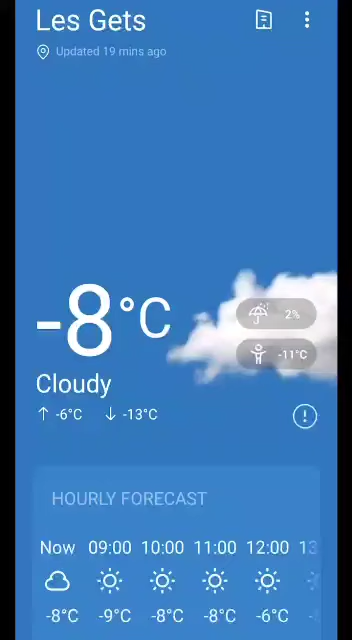 Les Gets
Updated 19 mins ago
-8°C
2%
-11°C
Cloudy
↑ -6°C ↓ -13°C
HOURLY FORECAST
Now 09:00 10:00 11:00 12:00 13
-8°C -9°C -8°C -8°C -6°C